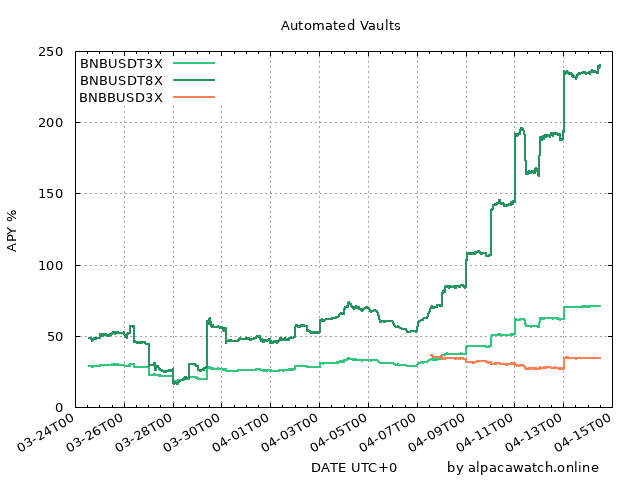 Automated Vaults
BNBUSDT3X
BNBUSDT8X
BNBBUSD3X
APY %
250
200
150
100
50
0
03-24T00
03-26T00
03-28T00
03-30T00
04-01T00
04-03T00
04-05T00
04-07T00
04-09T00
04-11T00
04-13T00
04-15T00
DATE UTC+0
by alpacawatch.online